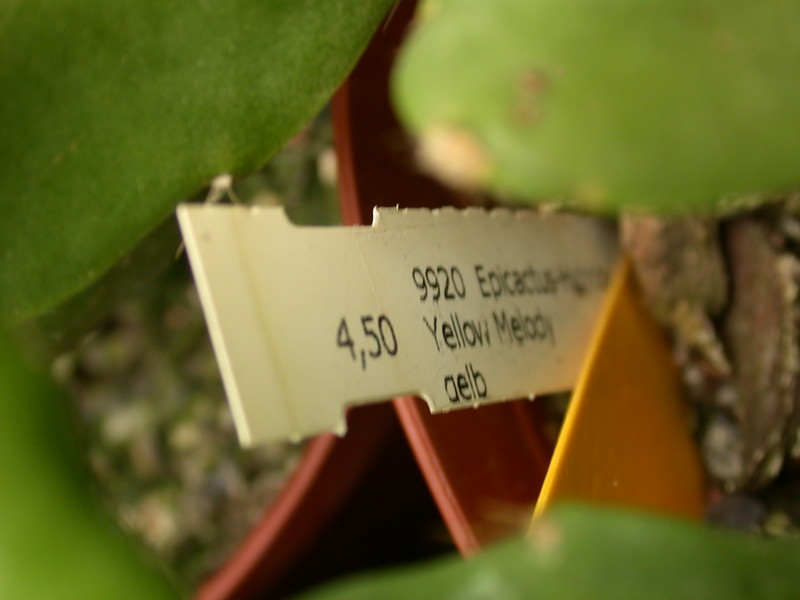 9920 Epicactus-
4,50 Yellow Melody
gelb